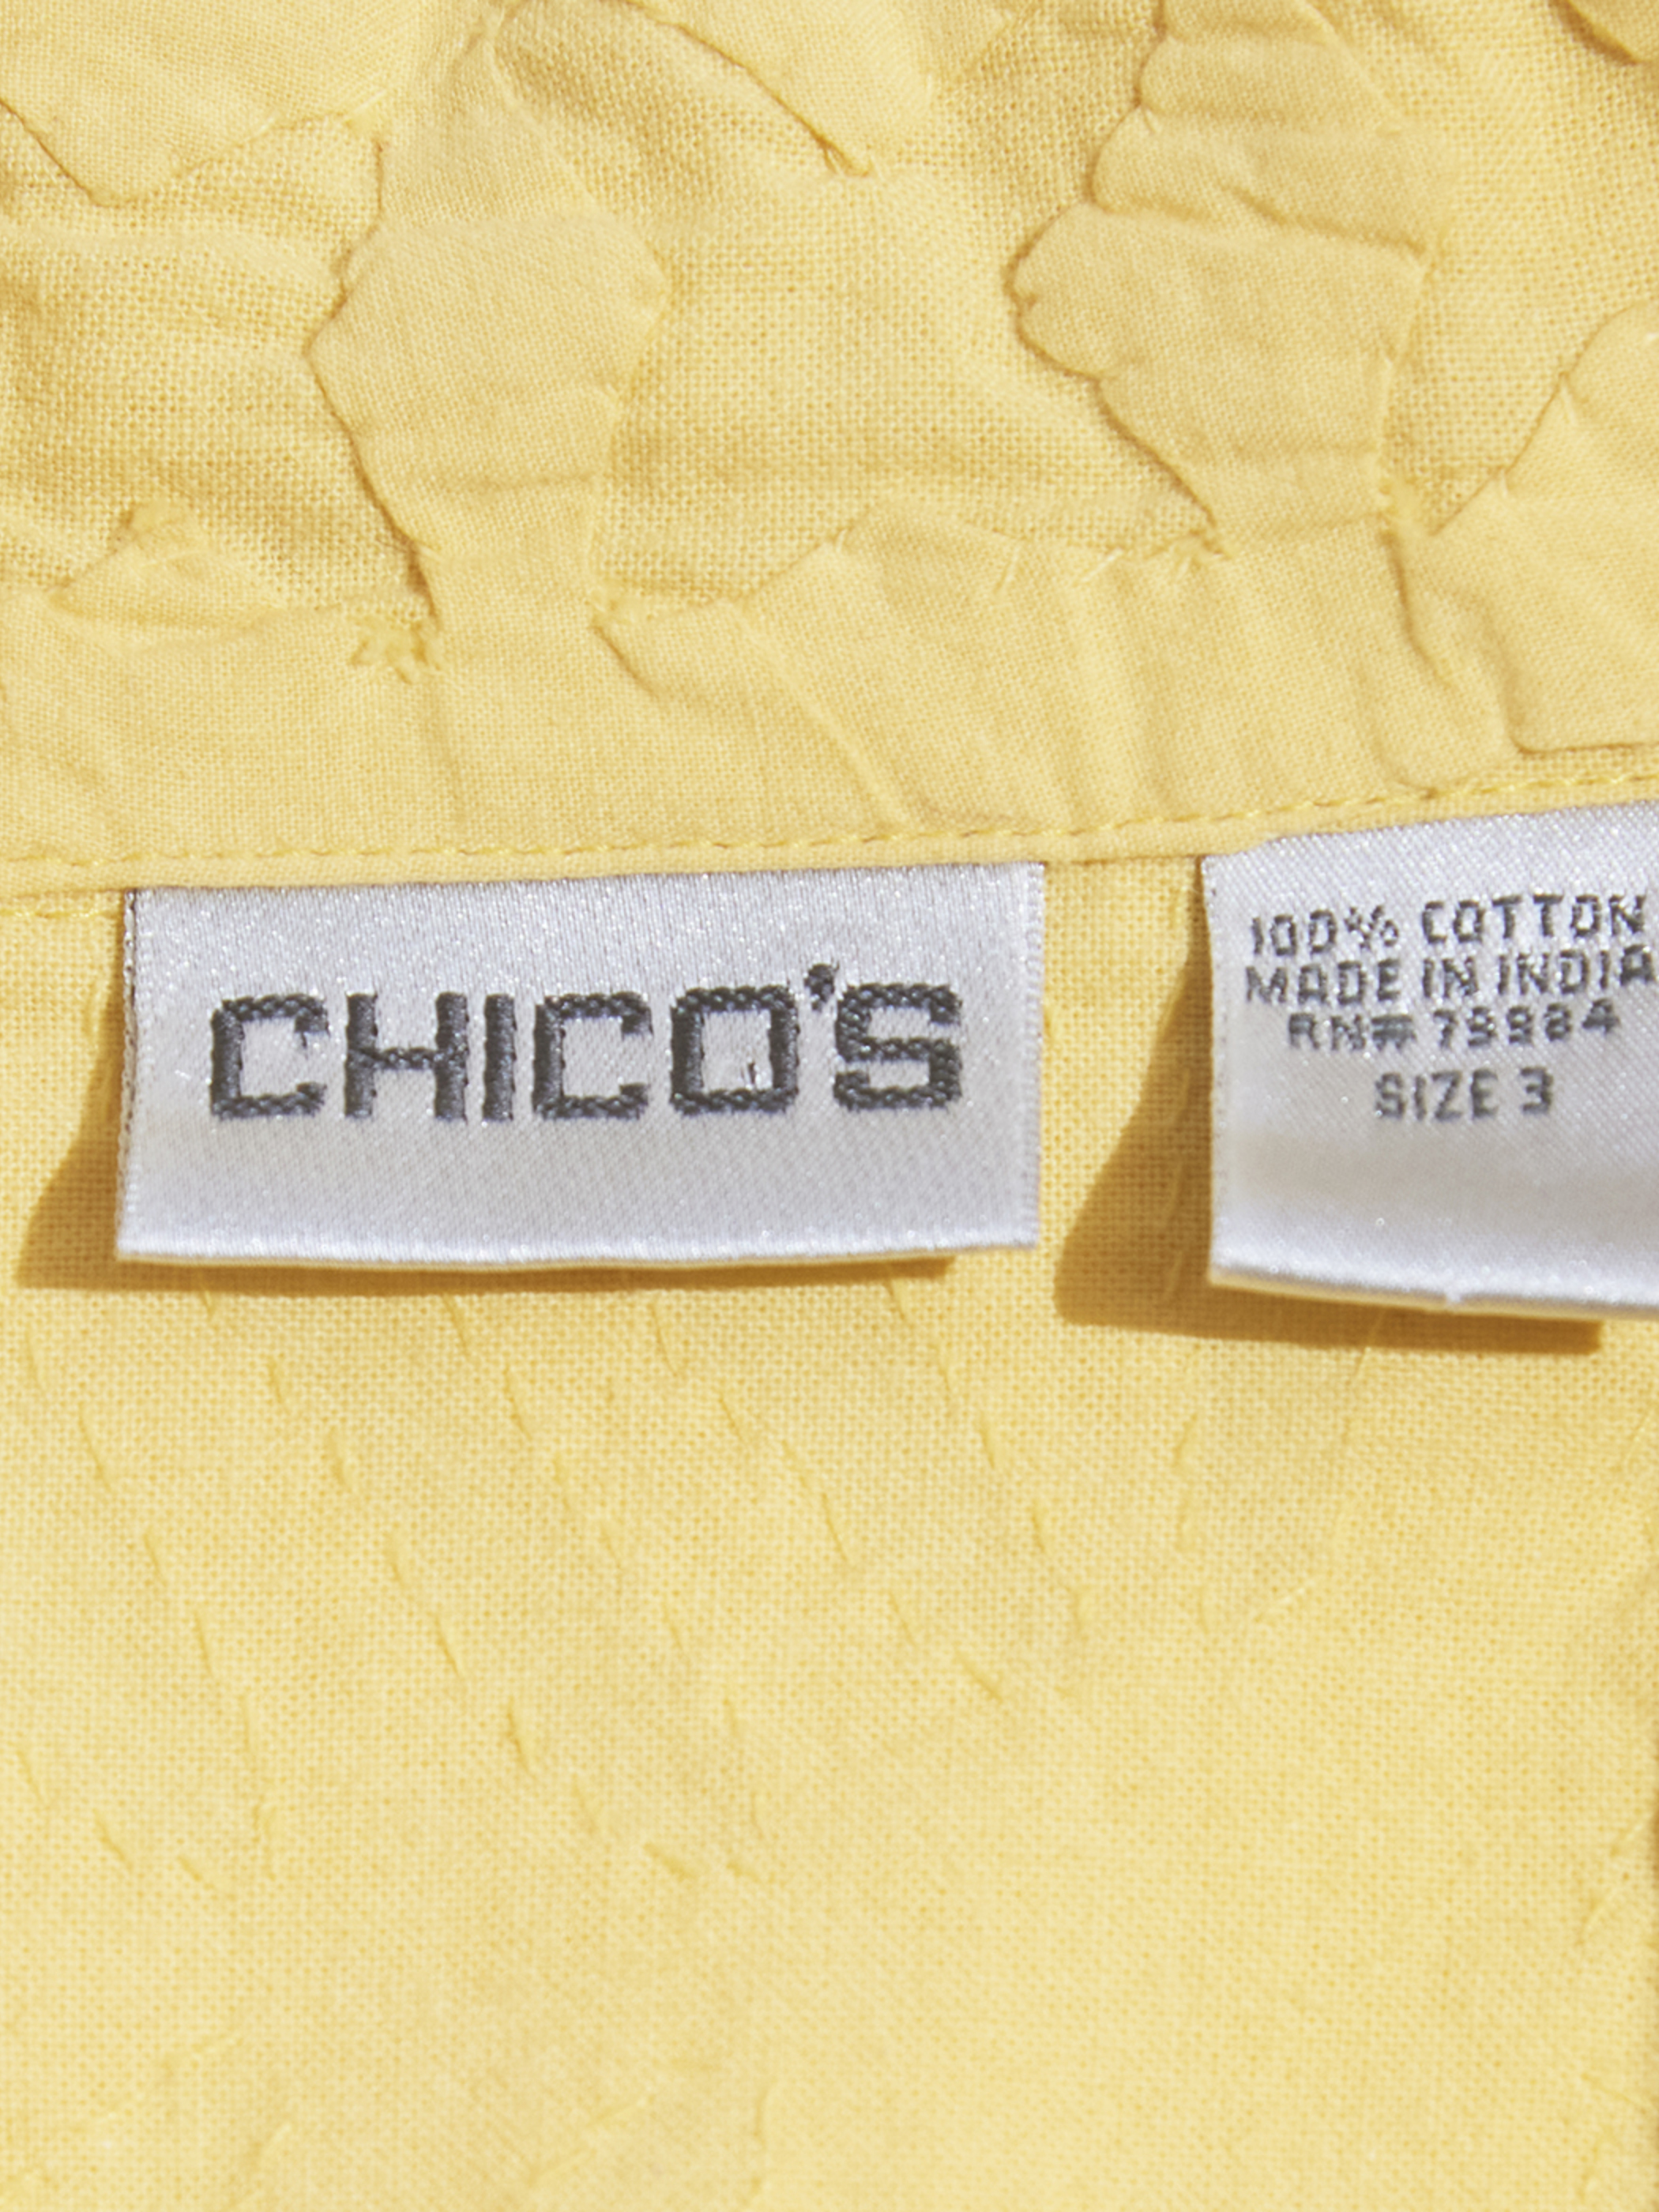 CHICO'S
100% COTTON
MADE IN INDIA
RN# 79984
SIZE 3